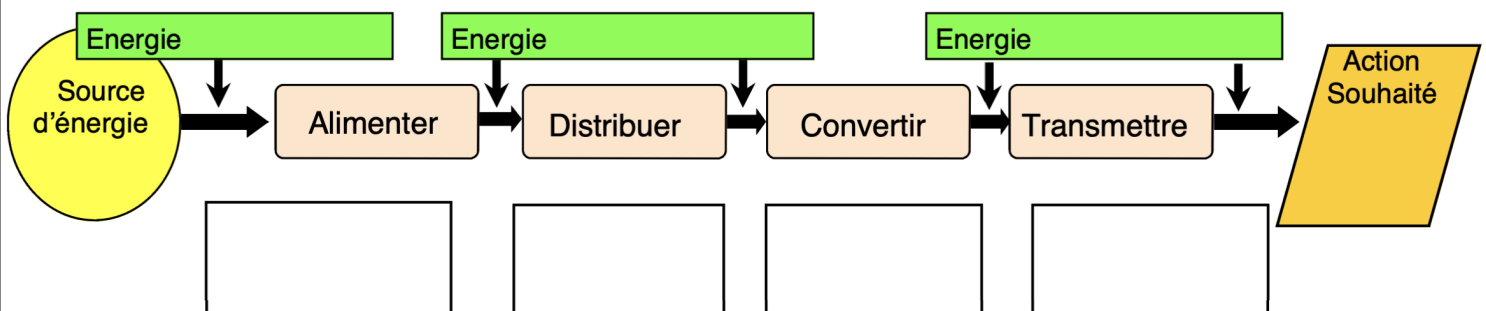 Energie
Energie
Energie
Source
d'énergie
Alimenter
Distribuer
Convertir
Transmettre
Action
Souhaité